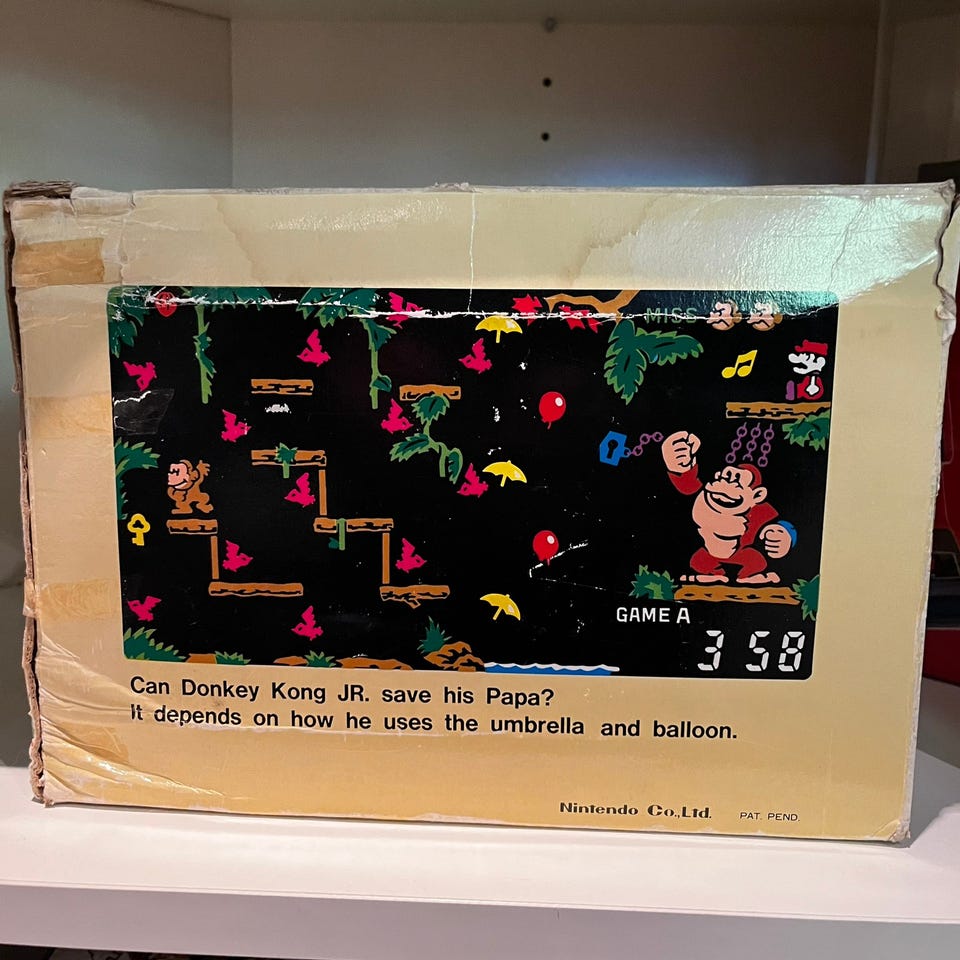 MISS
GAME A
3 58
Can Donkey Kong JR. save his Papa?
It depends on how he uses the umbrella and balloon.
Nintendo Co.,Ltd. PAT. PEND.